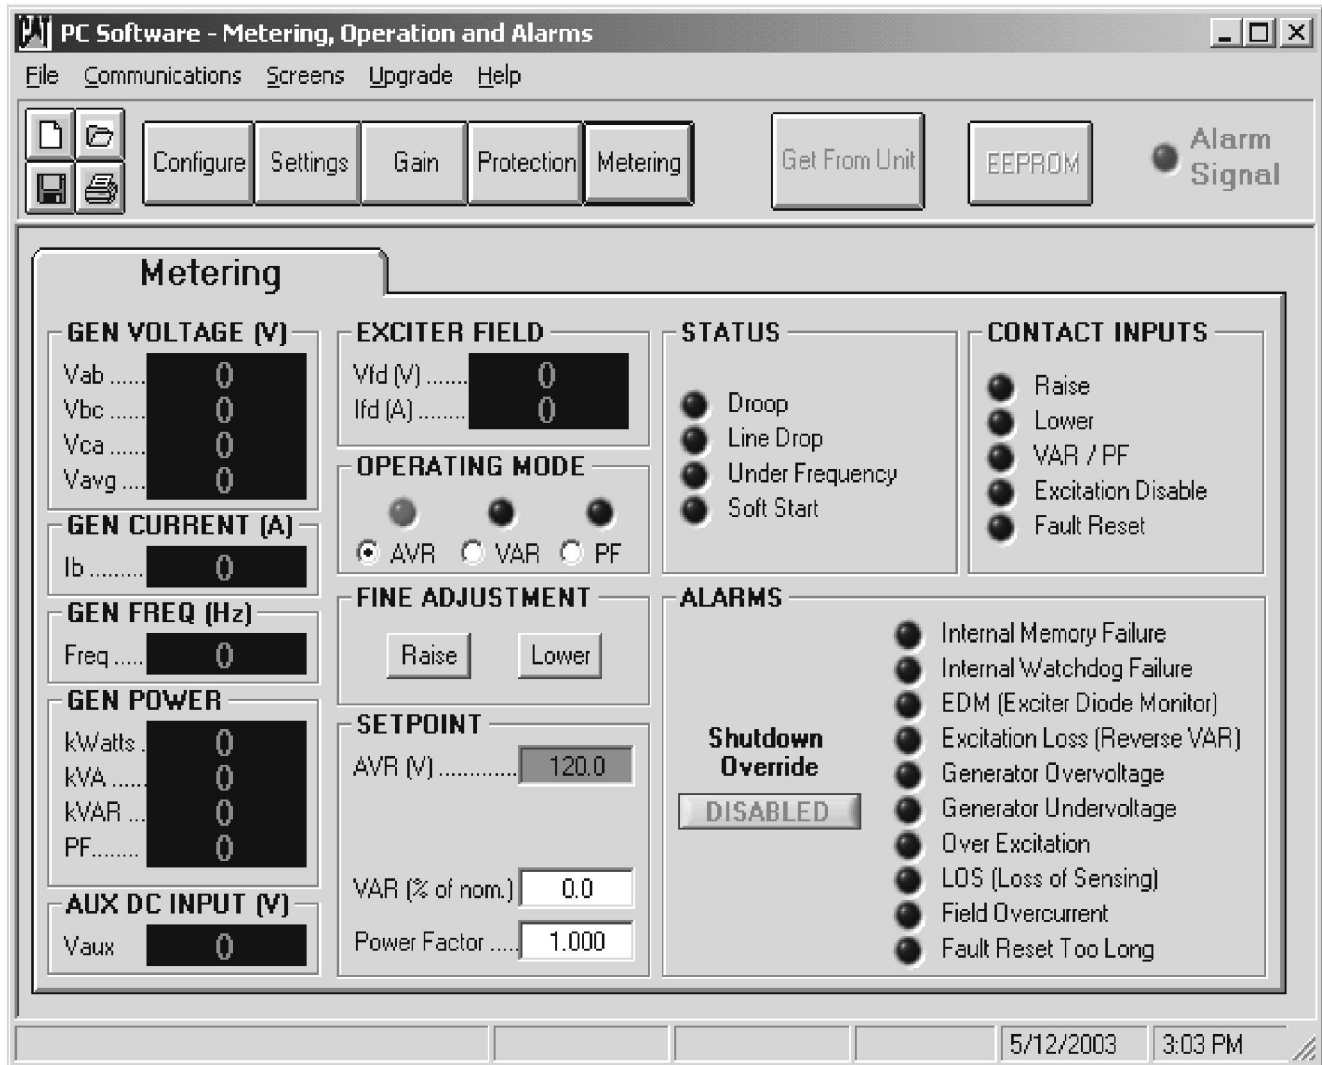 PC Software - Metering, Operation and Alarms
File Communications Screens Upgrade Help
Configure Settings Gain Protection Metering Get From Unit EEPROM Alarm Signal
Metering
GEN VOLTAGE (V)
Vab ...... 0
Vbc ...... 0
Vca ...... 0
Vavg .... 0
GEN CURRENT (A)
Ib ......... 0
GEN FREQ (Hz)
Freq ..... 0
GEN POWER
kWatts . 0
kVA ...... 0
kVAR ... 0
PF........ 0
AUX DC INPUT (V)
Vaux 0
EXCITER FIELD
Vfd (V) ....... 0
Ifd (A) ........ 0
OPERATING MODE
AVR VAR PF
FINE ADJUSTMENT
Raise Lower
SETPOINT
AVR (V) ............. 120.0
VAR (% of nom.) 0.0
Power Factor ..... 1.000
STATUS
Droop
Line Drop
Under Frequency
Soft Start
CONTACT INPUTS
Raise
Lower
VAR / PF
Excitation Disable
Fault Reset
ALARMS
Shutdown
Override
DISABLED
Internal Memory Failure
Internal Watchdog Failure
EDM (Exciter Diode Monitor)
Excitation Loss (Reverse VAR)
Generator Overvoltage
Generator Undervoltage
Over Excitation
LOS (Loss of Sensing)
Field Overcurrent
Fault Reset Too Long
5/12/2003 3:03 PM